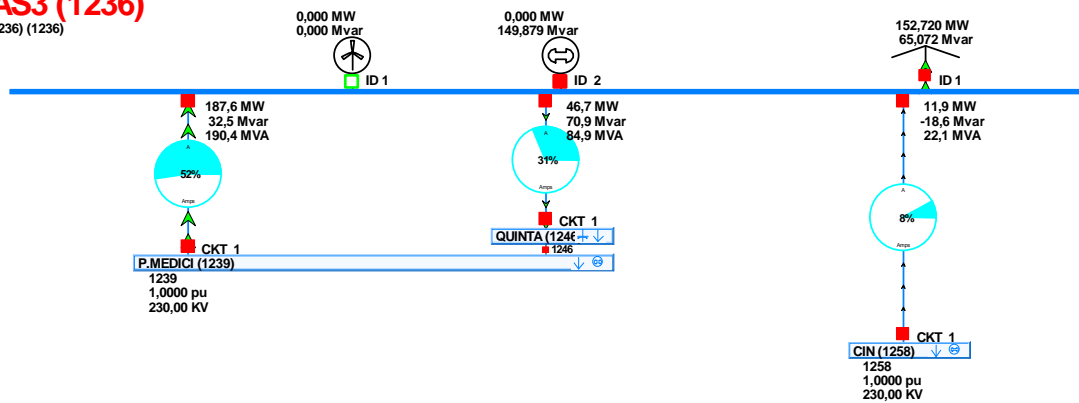 AS3 (1236)
236) (1236)
0,000 MW
0,000 Mvar
ID 1
0,000 MW
149,879 Mvar
ID 2
152,720 MW
65,072 Mvar
ID 1
187,6 MW
32,5 Mvar
190,4 MVA
A
52%
Amps
CKT 1
P.MEDICI (1239)
1239
1,0000 pu
230,00 KV
46,7 MW
70,9 Mvar
84,9 MVA
A
31%
Amps
CKT 1
QUINTA (1246
1246
11,9 MW
-18,6 Mvar
22,1 MVA
A
8%
Amps
CKT 1
CIN (1258)
1258
1,0000 pu
230,00 KV